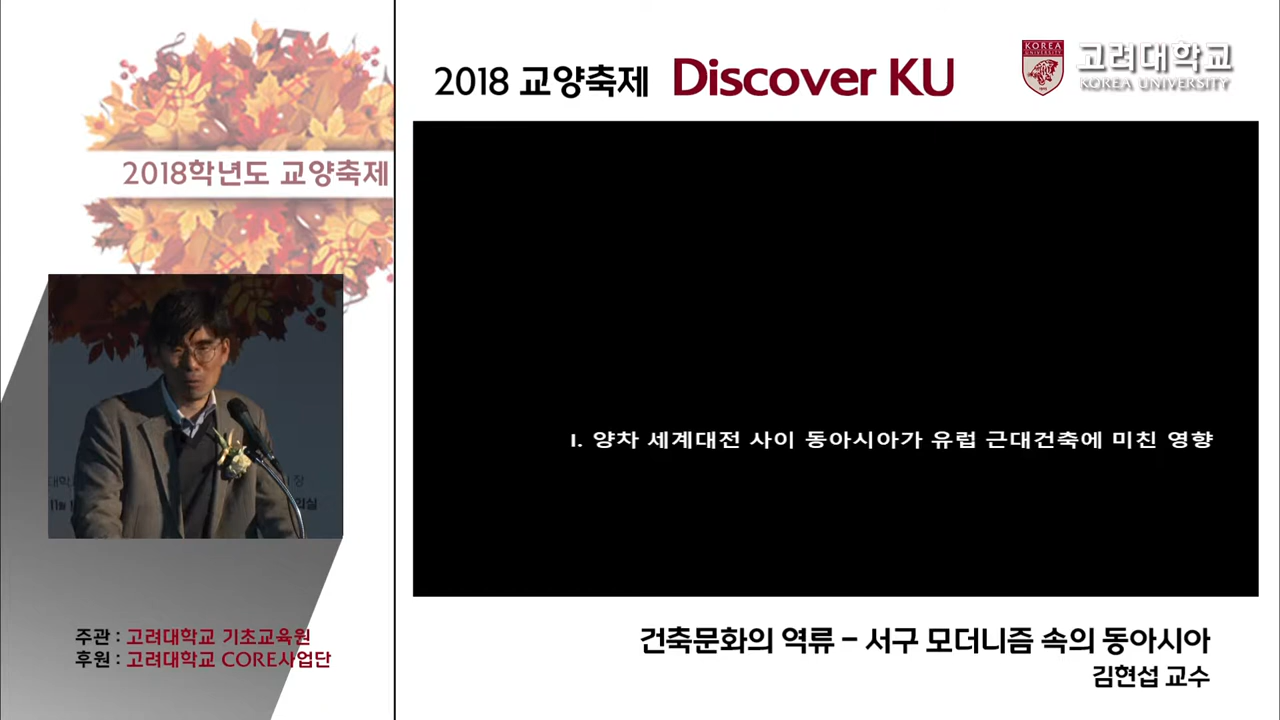 2018학년도 교양축제
주관 : 고려대학교 기초교육원
후원 : 고려대학교 CORE사업단
2018 교양축제 Discover KU
KOREA
UNIVERSITY
고려대학교
KOREA UNIVERSITY
I. 양차 세계대전 사이 동아시아가 유럽 근대건축에 미친 영향
건축문화의 역류 – 서구 모더니즘 속의 동아시아
김현섭 교수